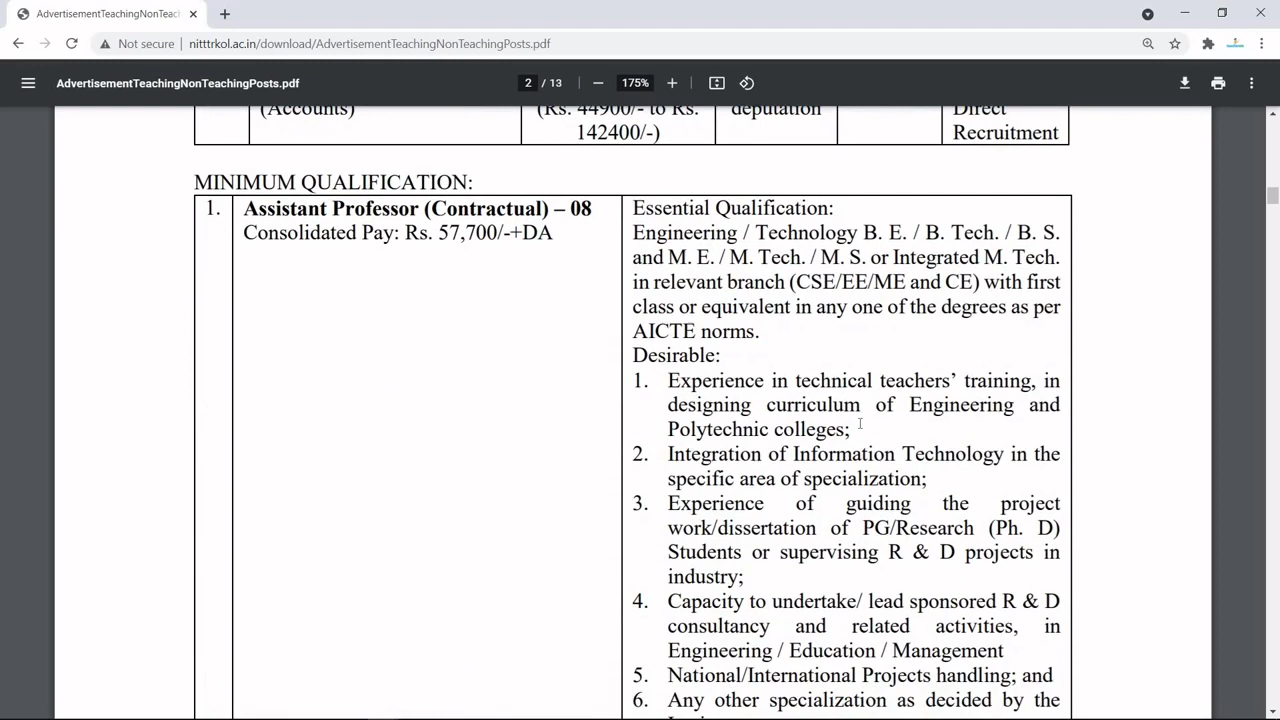 AdvertisementTeachingNonTeach
Not secure
nitttrkol.ac.in/download/AdvertisementTeachingNonTeachingPosts.pdf
AdvertisementTeachingNonTeachingPosts.pdf
2 / 13
175%
(Accounts)
(Rs. 44900/- to Rs.
142400/-)
deputation
Direct
Recruitment
MINIMUM QUALIFICATION:
1.
Assistant Professor (Contractual) – 08
Consolidated Pay: Rs. 57,700/-+DA
Essential Qualification:
Engineering / Technology B. E. / B. Tech. / B. S.
and M. E. / M. Tech. / M. S. or Integrated M. Tech.
in relevant branch (CSE/EE/ME and CE) with first
class or equivalent in any one of the degrees as per
AICTE norms.
Desirable:
1. Experience in technical teachers’ training, in
designing curriculum of Engineering and
Polytechnic colleges;
2. Integration of Information Technology in the
specific area of specialization;
3. Experience of guiding the project
work/dissertation of PG/Research (Ph. D)
Students or supervising R & D projects in
industry;
4. Capacity to undertake/ lead sponsored R & D
consultancy and related activities, in
Engineering / Education / Management
5. National/International Projects handling; and
6. Any other specialization as decided by the